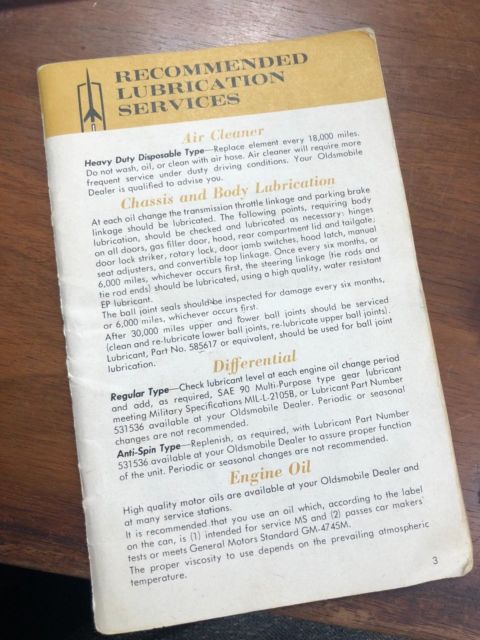 RECOMMENDED
LUBRICATION
SERVICES
Air Cleaner
Heavy Duty Disposable Type—Replace element every 18,000 miles.
Do not wash, oil, or clean with air hose. Air cleaner will require more
frequent service under dusty driving conditions. Your Oldsmobile
Dealer is qualified to advise you.
Chassis and Body Lubrication
At each oil change the transmission throttle linkage and parking brake
linkage should be lubricated. The following points, requiring body
lubrication, should be checked and lubricated as necessary: hinges
on all doors, gas filler door, hood, rear compartment lid and tailgate;
door lock striker, rotary lock, door jamb switches, hood latch, manual
seat adjusters, and convertible top linkage. Once every six months, or
6,000 miles, whichever occurs first, the steering linkage (tie rods and
tie rod ends) should be lubricated, using a high quality, water resistant
EP lubricant.
The ball joint seals should be inspected for damage every six months,
or 6,000 miles, whichever occurs first.
After 30,000 miles upper and lower ball joints should be serviced
(clean and re-lubricate lower ball joints, re-lubricate upper ball joints).
Lubricant, Part No. 585617 or equivalent, should be used for ball joint
lubrication.
Differential
Regular Type—Check lubricant level at each engine oil change period
and add, as required, SAE 90 Multi-Purpose type gear lubricant
meeting Military Specifications MIL-L-2105B, or Lubricant Part Number
531536 available at your Oldsmobile Dealer. Periodic or seasonal
changes are not recommended.
Anti-Spin Type—Replenish, as required, with Lubricant Part Number
531536 available at your Oldsmobile Dealer to assure proper function
of the unit. Periodic or seasonal changes are not recommended.
Engine Oil
High quality motor oils are available at your Oldsmobile Dealer and
at many service stations.
It is recommended that you use an oil which, according to the label
on the can, is (1) intended for service MS and (2) passes car makers'
tests or meets General Motors Standard GM-4745M.
The proper viscosity to use depends on the prevailing atmospheric
temperature.
3